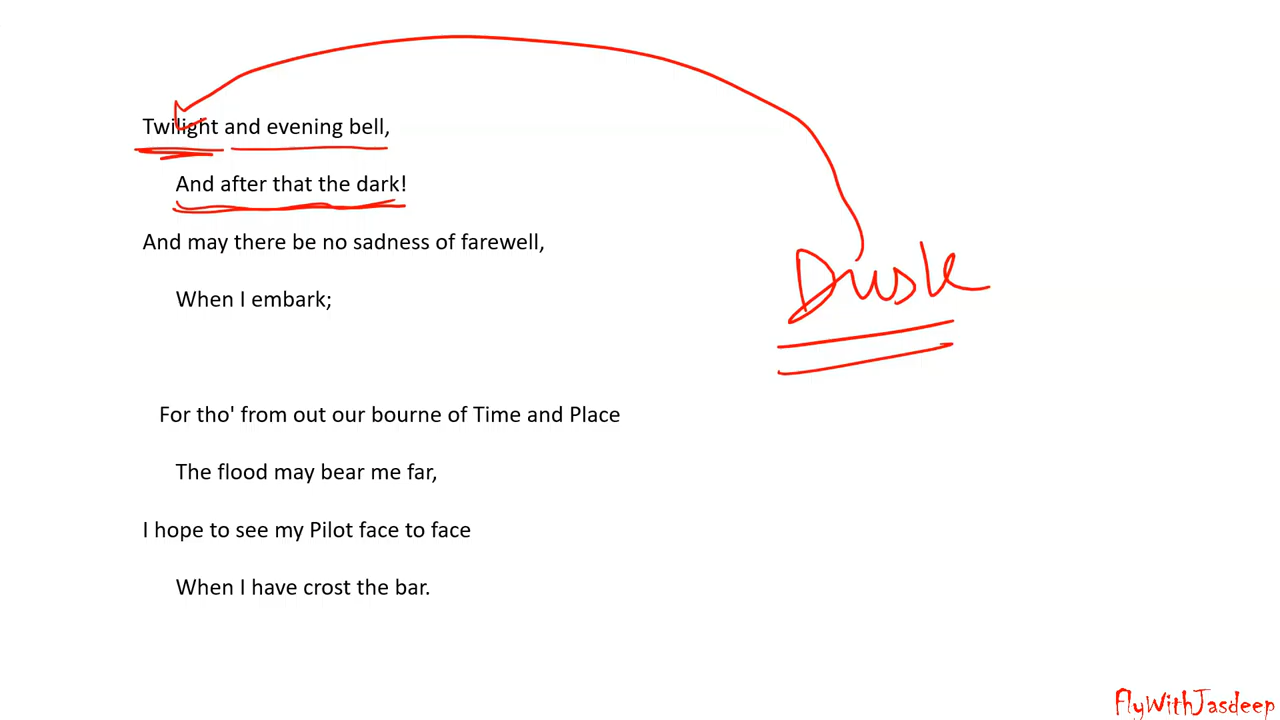 Twilight and evening bell,
And after that the dark!
And may there be no sadness of farewell,
When I embark;
Dusk
For tho' from out our bourne of Time and Place
The flood may bear me far,
I hope to see my Pilot face to face
When I have crost the bar.
FlyWithJasdeep